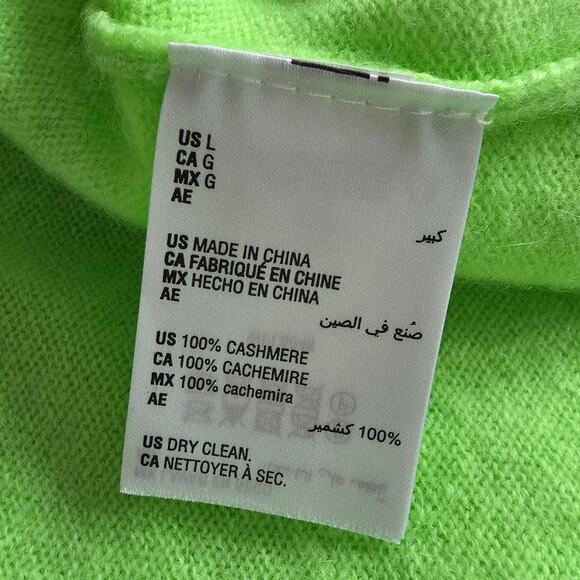 US L
CA G
MX G
AE
كبير
US MADE IN CHINA
CA FABRIQUÉ EN CHINE
MX HECHO EN CHINA
AE
صُنع في الصين
US 100% CASHMERE
CA 100% CACHEMIRE
MX 100% cachemira
AE
100% كشمير
US DRY CLEAN.
CA NETTOYER À SEC.